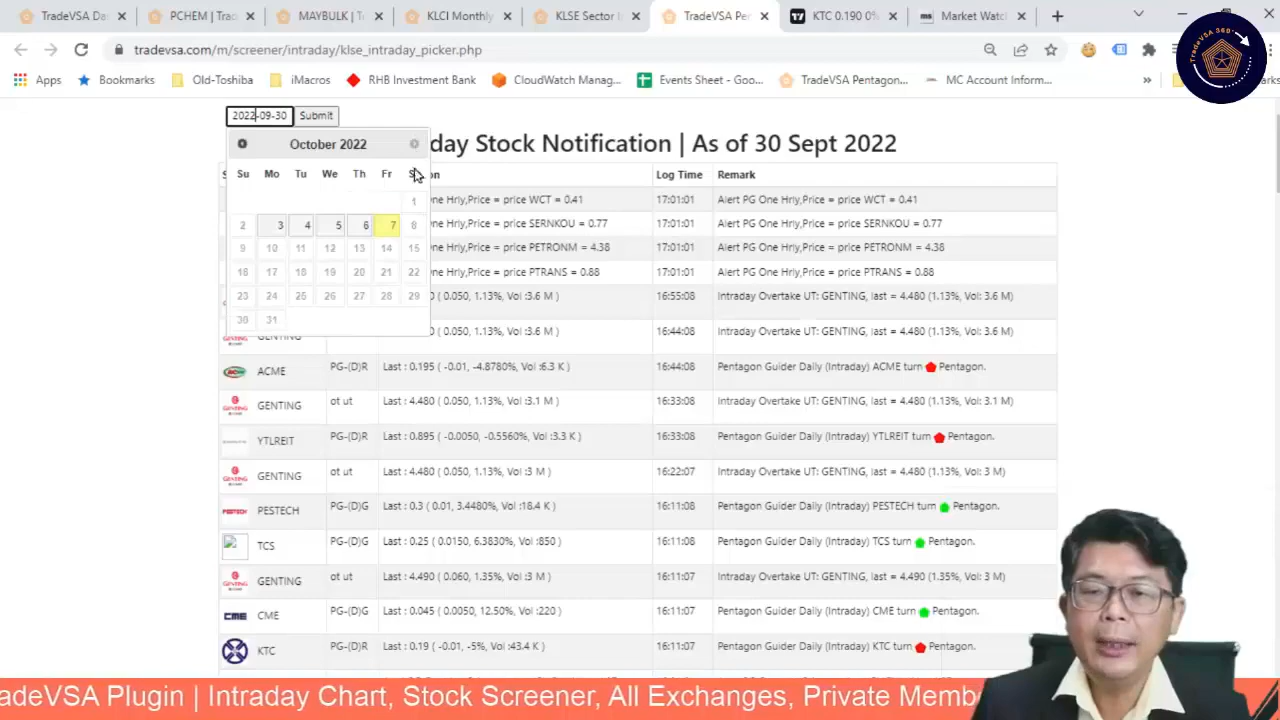 TradeVSA - Da
PCHEM | Trac
MAYBULK | T
KLCI Monthly
KLSE Sector I
TradeVSA Per
KTC 0.190 0%
Market Watc
tradevsa.com/m/screener/intraday/klse_intraday_picker.php
Apps Bookmarks Old-Toshiba iMacros RHB Investment Bank CloudWatch Manag... Events Sheet - Goo... TradeVSA Pentagon... MC Account Inform... »
TradeVSA 360°
2022-09-30 Submit
day Stock Notification | As of 30 Sept 2022
October 2022
Su Mo Tu We Th Fr S
1
2 3 4 5 6 7 8
9 10 11 12 13 14 15
16 17 18 19 20 21 22
23 24 25 26 27 28 29
30 31
on Log Time Remark
One Hrly,Price = price WCT = 0.41 17:01:01 Alert PG One Hrly,Price = price WCT = 0.41
One Hrly,Price = price SERNKOU = 0.77 17:01:01 Alert PG One Hrly,Price = price SERNKOU = 0.77
One Hrly,Price = price PETRONM = 4.38 17:01:01 Alert PG One Hrly,Price = price PETRONM = 4.38
One Hrly,Price = price PTRANS = 0.88 17:01:01 Alert PG One Hrly,Price = price PTRANS = 0.88
0 (0.050, 1.13%, Vol :3.6 M ) 16:55:08 Intraday Overtake UT: GENTING, last = 4.480 (1.13%, Vol: 3.6 M)
GENTING 0 (0.050, 1.13%, Vol :3.6 M ) 16:44:08 Intraday Overtake UT: GENTING, last = 4.480 (1.13%, Vol: 3.6 M)
ACME PG-(D)R Last : 0.195 ( -0.01, -4.8780%, Vol :6.3 K ) 16:44:08 Pentagon Guider Daily (Intraday) ACME turn Pentagon.
GENTING ot ut Last : 4.480 (0.050, 1.13%, Vol :3.1 M ) 16:33:08 Intraday Overtake UT: GENTING, last = 4.480 (1.13%, Vol: 3.1 M)
YTLREIT PG-(D)R Last : 0.895 ( -0.0050, -0.5560%, Vol :3.3 K ) 16:33:08 Pentagon Guider Daily (Intraday) YTLREIT turn Pentagon.
GENTING ot ut Last : 4.480 (0.050, 1.13%, Vol :3 M ) 16:22:07 Intraday Overtake UT: GENTING, last = 4.480 (1.13%, Vol: 3 M)
PESTECH PG-(D)G Last : 0.3 ( 0.01, 3.4480%, Vol :18.4 K ) 16:11:08 Pentagon Guider Daily (Intraday) PESTECH turn Pentagon.
TCS PG-(D)G Last : 0.25 ( 0.0150, 6.3830%, Vol :850 ) 16:11:08 Pentagon Guider Daily (Intraday) TCS turn Pentagon.
GENTING ot ut Last : 4.490 (0.060, 1.35%, Vol :3 M ) 16:11:07 Intraday Overtake UT: GENTING, last = 4.490 (1.35%, Vol: 3 M)
CME PG-(D)G Last : 0.045 ( 0.0050, 12.50%, Vol :220 ) 16:11:07 Pentagon Guider Daily (Intraday) CME turn Pentagon.
KTC PG-(D)R Last : 0.19 ( -0.01, -5%, Vol :43.4 K ) 16:11:07 Pentagon Guider Daily (Intraday) KTC turn Pentagon.
radeVSA Plugin | Intraday Chart, Stock Screener, All Exchanges, Private Memb